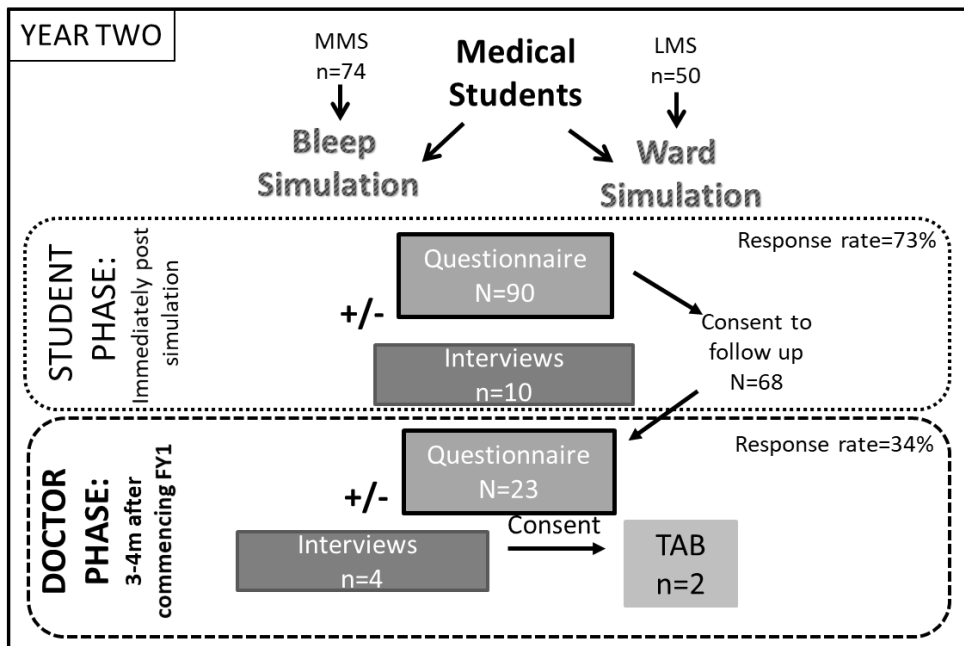 YEAR TWO
MMS
n=74
Medical
Students
LMS
n=50
Bleep
Simulation
Ward
Simulation
STUDENT
PHASE:
Immediately post
simulation
Response rate=73%
Questionnaire
N=90
+/-
Interviews
n=10
Consent to
follow up
N=68
DOCTOR
PHASE:
3-4m after
commencing FY1
Response rate=34%
Questionnaire
N=23
+/-
Consent
Interviews
n=4
TAB
n=2